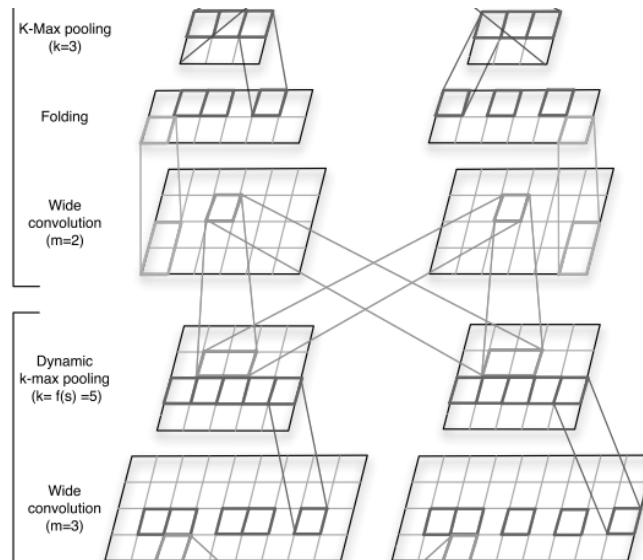 K-Max pooling
(k=3)
Folding
Wide
convolution
(m=2)
Dynamic
k-max pooling
(k= f(s) =5)
Wide
convolution
(m=3)